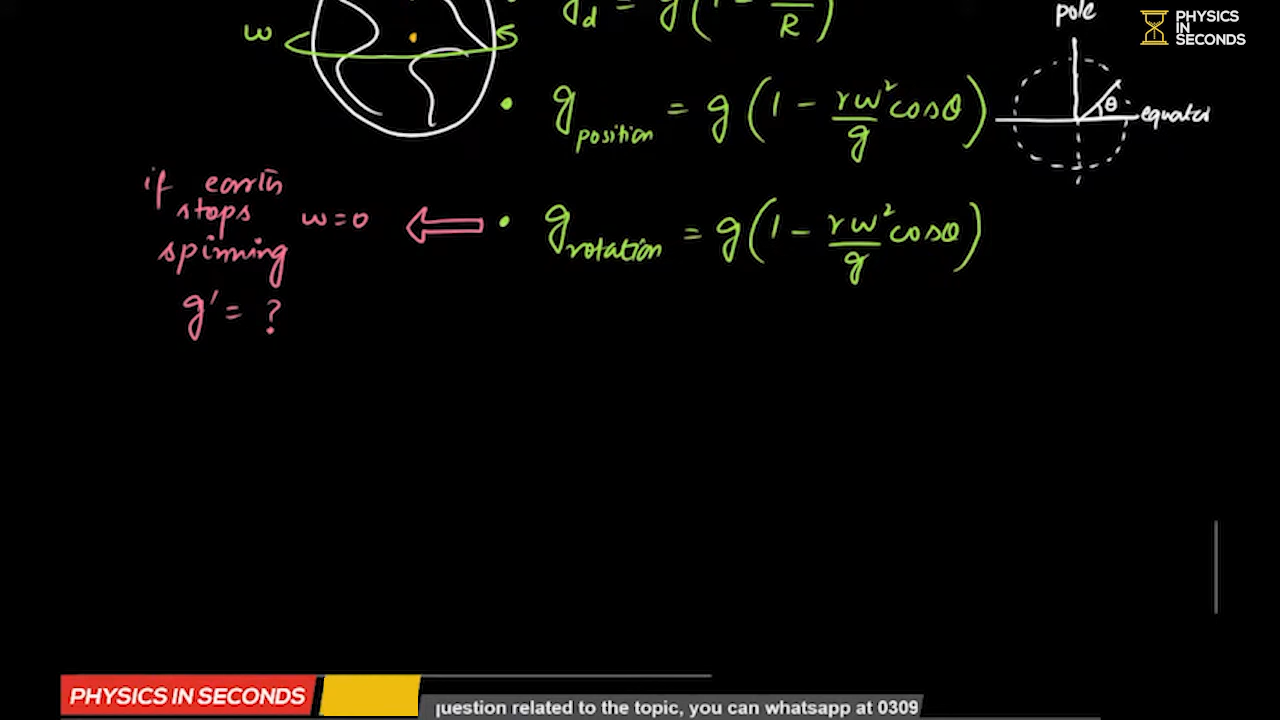 PHYSICS
IN
SECONDS
g_d = g(1 - —/R)
pole
ω
• g_position = g(1 - rω²/g cosθ)
θ
equator
if earth
stops
spinning
ω = 0
g' = ?
• g_rotation = g(1 - rω²/g cosθ)
PHYSICS IN SECONDS
uestion related to the topic, you can whatsapp at 0309